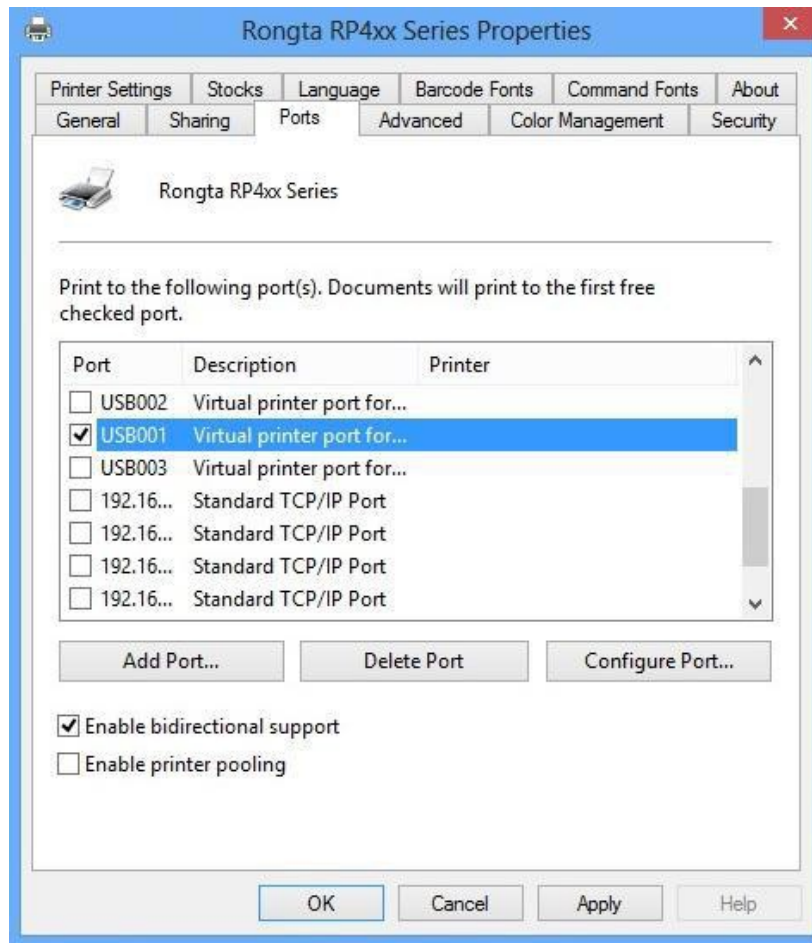 Rongta RP4xx Series Properties
Printer Settings Stocks Language Barcode Fonts Command Fonts About
General Sharing Ports Advanced Color Management Security
Rongta RP4xx Series
Print to the following port(s). Documents will print to the first free
checked port.
Port Description Printer
USB002 Virtual printer port for...
USB001 Virtual printer port for...
USB003 Virtual printer port for...
192.16... Standard TCP/IP Port
192.16... Standard TCP/IP Port
192.16... Standard TCP/IP Port
192.16... Standard TCP/IP Port
Add Port... Delete Port Configure Port...
Enable bidirectional support
Enable printer pooling
OK Cancel Apply Help